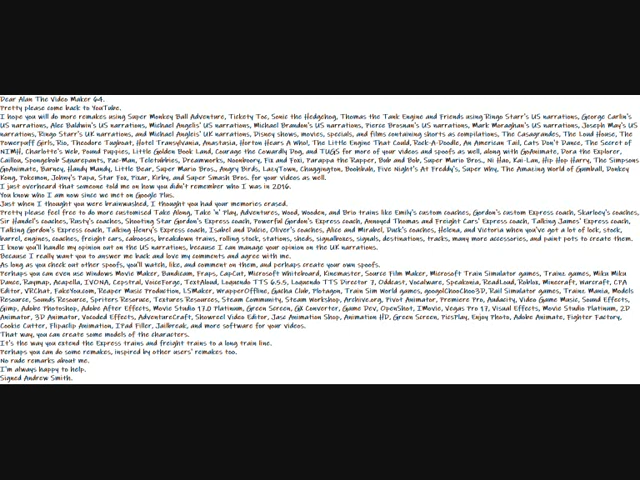 Dear Alan The Video Maker 64.
Pretty please come back to YouTube.
I hope you will do more remakes using Super Monkey Ball Adventure, Tickety Toc, Sonic the Hedgehog, Thomas the Tank Engine and Friends using Ringo Starr's US narrations, George Carlin's
US narrations, Alec Baldwin's US narrations, Michael Angelis' US narrations, Michael Brandon's US narrations, Pierce Brosnan's US narrations, Mark Moraghan's US narrations, Joseph May's US
narrations, Ringo Starr's UK narrations, and Michael Angleis' UK narrations, Disney shows, movies, specials, and films containing shorts as compilations, The Casagrandes, The Loud House, The
Powerpuff Girls, Rio, Theodore Tugboat, Hotel Transylvania, Anastasia, Horton Hears A Who!, The Little Engine That Could, Rock-A-Doodle, An American Tail, Cats Don't Dance, The Secret of
NIMH, Charlotte's Web, Pound Puppies, Little Golden Book Land, Courage the Cowardly Dog, and TUGS for more of your videos and spoofs as well, along with GoAnimate, Dora the Explorer,
Caillou, Spongebob Squarepants, Pac-Man, Teletubbies, Dreamworks, Noonboory, Fix and Foxi, Parappa the Rapper, Bub and Bob, Super Mario Bros., Ni Hao, Kai-Lan, Hip Hop Harry, The Simpsons
GoAnimate, Barney, Handy Mandy, Little Bear, Super Mario Bros., Angry Birds, LazyTown, Chuggington, Boohbah, Five Night's At Freddy's, Super Why, The Amazing World of Gumball, Donkey
Kong, Pokemon, Johny's Papa, Star Fox, Pixar, Kirby, and Super Smash Bros. for your videos as well.
I just overheard that someone told me on how you didn't remember who I was in 2016.
You know who I am now since we met on Google Plus.
Just when I thought you were brainwashed, I thought you had your memories erased.
Pretty please feel free to do more customised Take Along, Take 'n' Play, Adventures, Wood, Wooden, and Brio trains like Emily's custom coaches, Gordon's custom Express coach, Skarloey's coaches,
Sir Handel's coaches, Rusty's coaches, Shooting Star Gordon's Express coach, Powerful Gordon's Express coach, Annoyed Thomas and Freight Cars' Express coach, Talking James' Express coach,
Talking Gordon's Express coach, Talking Henry's Express coach, Isabel and Dulcie, Oliver's coaches, Alice and Mirabel, Duck's coaches, Helena, and Victoria when you've got a lot of lock, stock,
barrel, engines, coaches, freight cars, cabooses, breakdown trains, rolling stock, stations, sheds, signalboxes, signals, destinations, tracks, many more accessories, and paint pots to create them.
I know you'll handle my opinion out on the US narrations, because I can manage your opinion on the UK narrations.
Because I really want you to answer me back and love my comments and agree with me.
As long as you check out other spoofs, you'll watch, like, and comment on them, and perhaps create your own spoofs.
Perhaps you can even use Windows Movie Maker, Bandicam, Fraps, CapCut, Microsoft Whiteboard, Kinemaster, Source Film Maker, Microsoft Train Simulator games, Trainz games, Miku Miku
Dance, Raymap, Acapella, IVONA, Cepstral, VoiceForge, TextAloud, Loquendo TTS 6.5.5, Loquendo TTS Director 7, Oddcast, Vocalware, Speakonia, ReadLoud, Roblox, Minecraft, Warcraft, CPA
Editor, VRChat, FakeYou.com, Reaper Music Production, LSMaker, WrapperOffline, Gacha Club, Plotagon, Train Sim World games, googolChooChoo3D, Rail Simulator games, Trainz Mania, Models
Resource, Sounds Resource, Spriters Resoruce, Textures Resources, Steam Community, Steam Workshop, Archive.org, Pivot Animator, Premiere Pro, Audacity, Video Game Music, Sound Effects,
Gimp, Adobe Photoshop, Adobe After Effects, Movie Studio 17.0 Platinum, Green Screen, GX Converter, Game Dev, OpenShot, IMovie, Vegas Pro 17, Visual Effects, Movie Studio Platinum, 2D
Animator, 3D Animator, Vocoded Effects, AdventureCraft, Showreel Video Editor, Jasc Animation Shop, Animation HD, Green Screen, PicsPlay, Enjoy Photo, Adobe Animate, Fighter Factory,
Cookie Cutter, Flipaclip Animation, IPad Filler, Jailbreak, and more software for your videos.
That way, you can create some models of the characters.
It's the way you extend the Express trains and freight trains to a long train line.
Perhaps you can do some remakes, inspired by other users' remakes too.
No rude remarks about me.
I'm always happy to help.
Signed Andrew Smith.